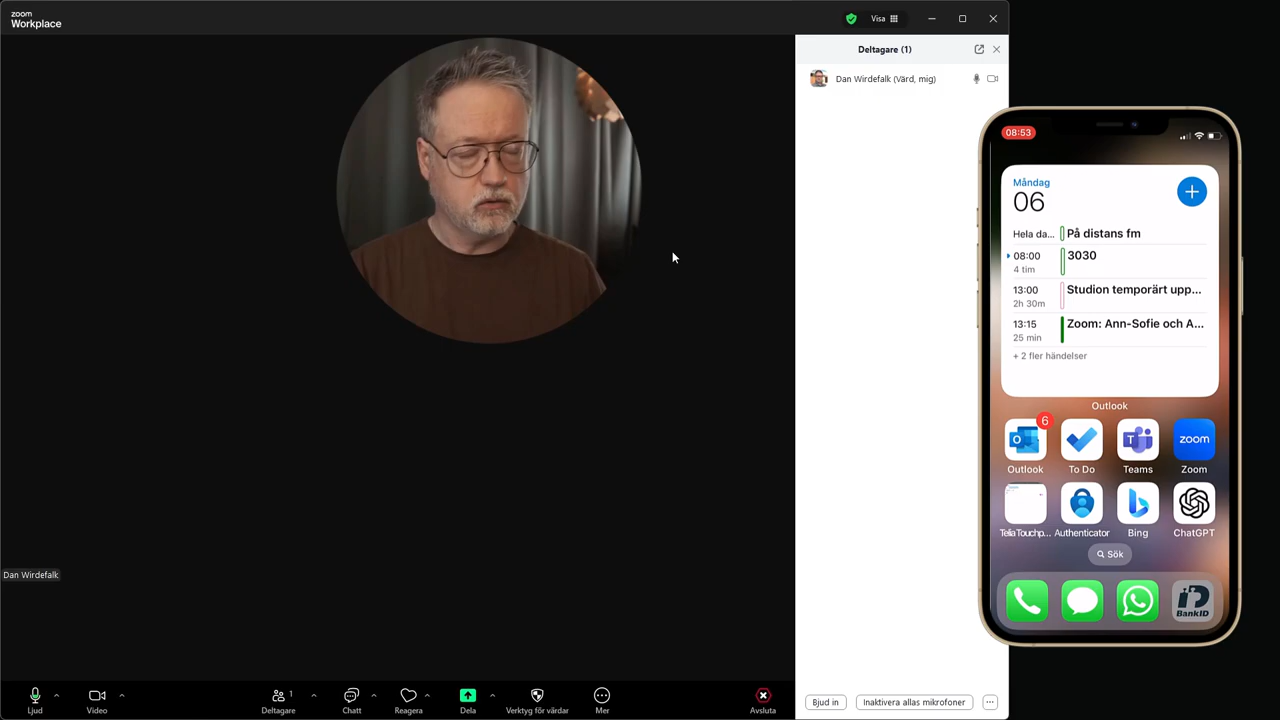 zoom
Workplace
Visa
Deltagare (1)
Dan Wirdefalk (Värd, mig)
Dan Wirdefalk
Ljud
Video
1
Deltagare
Chatt
Reagera
Dela
Verktyg för värdar
Mer
Avsluta
Bjud in
Inaktivera allas mikrofoner
08:53
Måndag
06
Hela da...
På distans fm
08:00
3030
4 tim
13:00
Studion temporärt upp...
2h 30m
13:15
Zoom: Ann-Sofie och A...
25 min
+ 2 fler händelser
Outlook
6
Outlook
To Do
Teams
zoom
Zoom
Telia Touchp...
Authenticator
Bing
ChatGPT
Sök
BankID